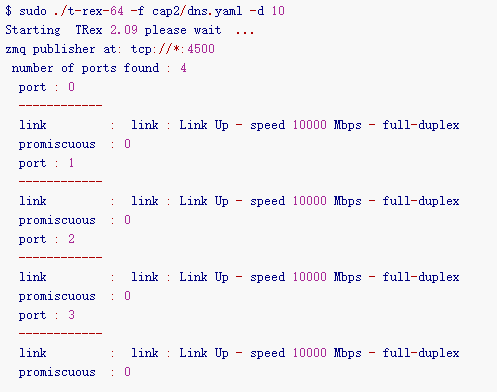 $ sudo ./t-rex-64 -f cap2/dns.yaml -d 10
Starting  TRex 2.09 please wait  ...
zmq publisher at: tcp://*:4500
 number of ports found : 4
  port : 0
  ------------
  link         :  link : Link Up - speed 10000 Mbps - full-duplex
  promiscuous  : 0
  port : 1
  ------------
  link         :  link : Link Up - speed 10000 Mbps - full-duplex
  promiscuous  : 0
  port : 2
  ------------
  link         :  link : Link Up - speed 10000 Mbps - full-duplex
  promiscuous  : 0
  port : 3
  ------------
  link         :  link : Link Up - speed 10000 Mbps - full-duplex
  promiscuous  : 0